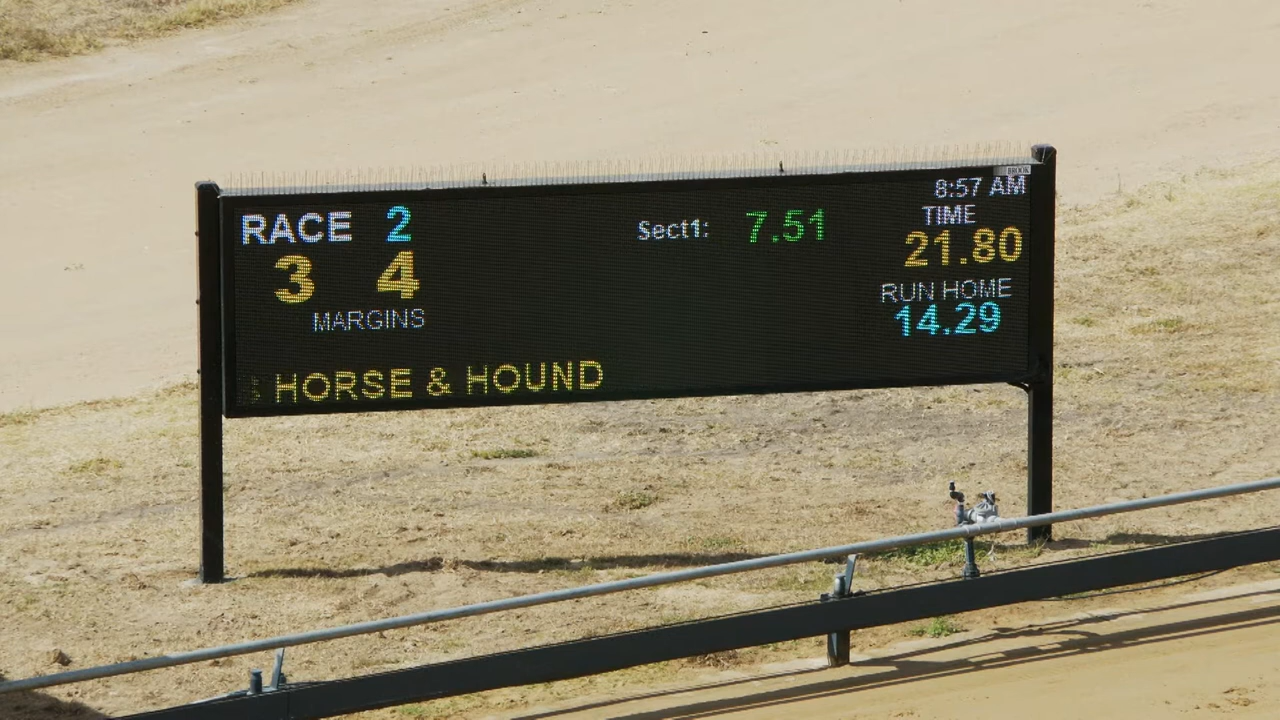 BROOK
8:57 AM
RACE 2
Sect1: 7.51
TIME
21.80
3 4
RUN HOME
14.29
MARGINS
HORSE & HOUND